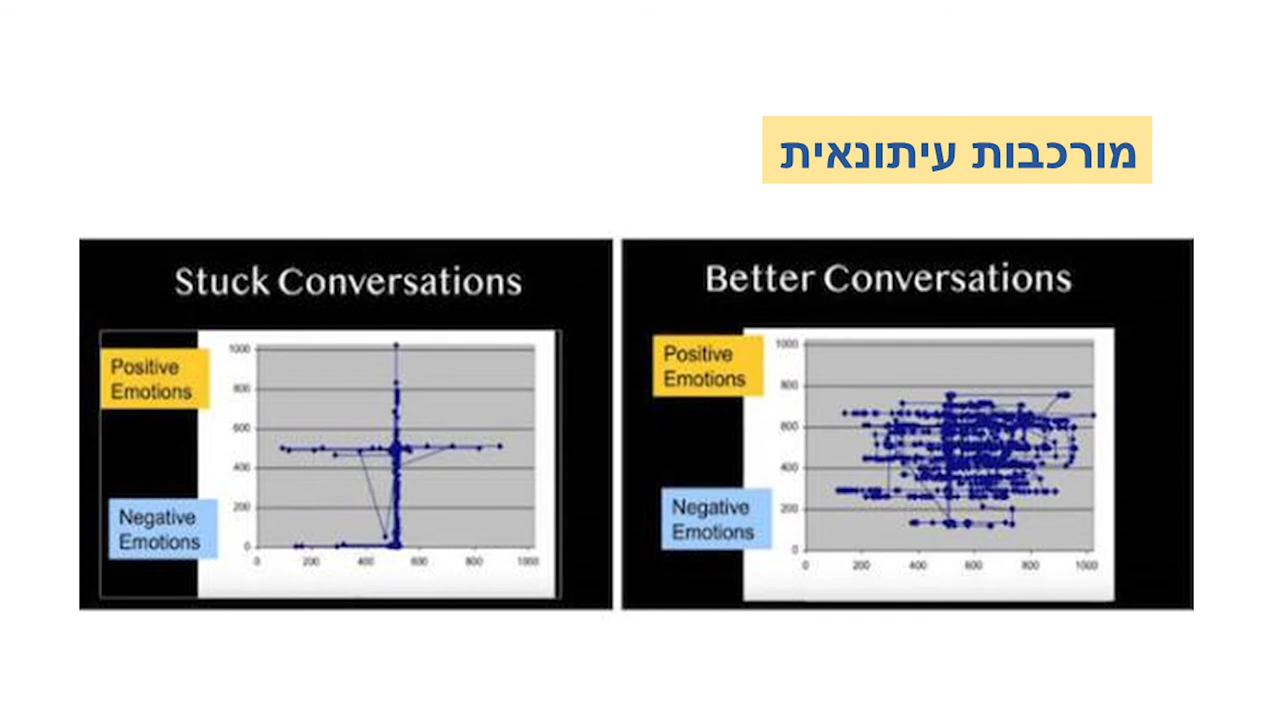 מורכבות עיתונאית
Stuck Conversations
Positive
Emotions
Negative
Emotions
1000
800
600
400
200
0
0 200 400 600 800 1000
Better Conversations
Positive
Emotions
Negative
Emotions
1000
800
600
400
200
0
0 200 400 600 800 1000